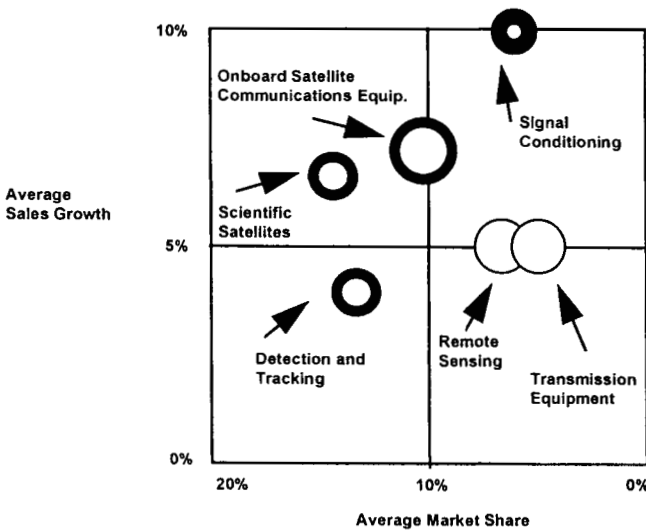 10%
Onboard Satellite
Communications Equip.
Signal
Conditioning
Average
Sales Growth
Scientific
Satellites
5%
Detection and
Tracking
Remote
Sensing
Transmission
Equipment
0%
20%
10%
0%
Average Market Share